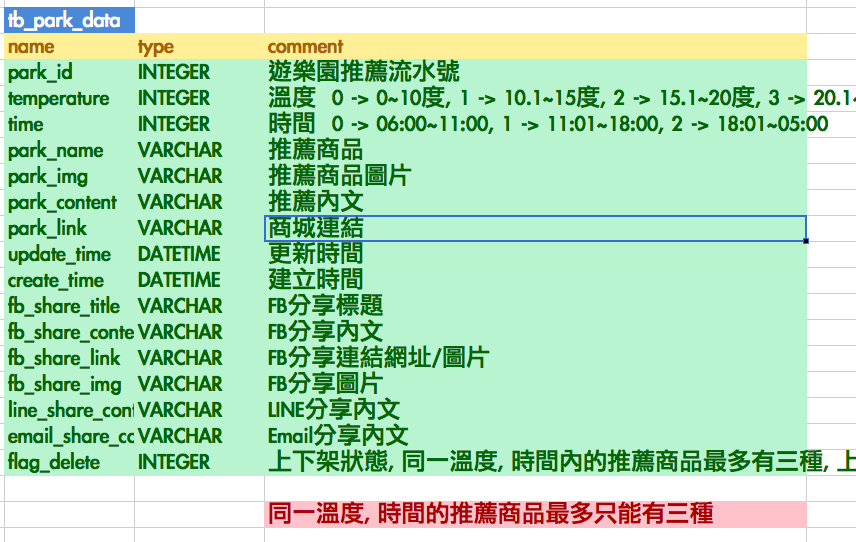 tb_park_data
name type comment
park_id INTEGER 遊樂園推薦流水號
temperature INTEGER 溫度 0 -> 0~10度, 1 -> 10.1~15度, 2 -> 15.1~20度, 3 -> 20.1~
time INTEGER 時間 0 -> 06:00~11:00, 1 -> 11:01~18:00, 2 -> 18:01~05:00
park_name VARCHAR 推薦商品
park_img VARCHAR 推薦商品圖片
park_content VARCHAR 推薦內文
park_link VARCHAR 商城連結
update_time DATETIME 更新時間
create_time DATETIME 建立時間
fb_share_title VARCHAR FB分享標題
fb_share_conte VARCHAR FB分享內文
fb_share_link VARCHAR FB分享連結網址/圖片
fb_share_img VARCHAR FB分享圖片
line_share_cont VARCHAR LINE分享內文
email_share_cc VARCHAR Email分享內文
flag_delete INTEGER 上下架狀態, 同一溫度, 時間內的推薦商品最多有三種, 上
同一溫度, 時間的推薦商品最多只能有三種